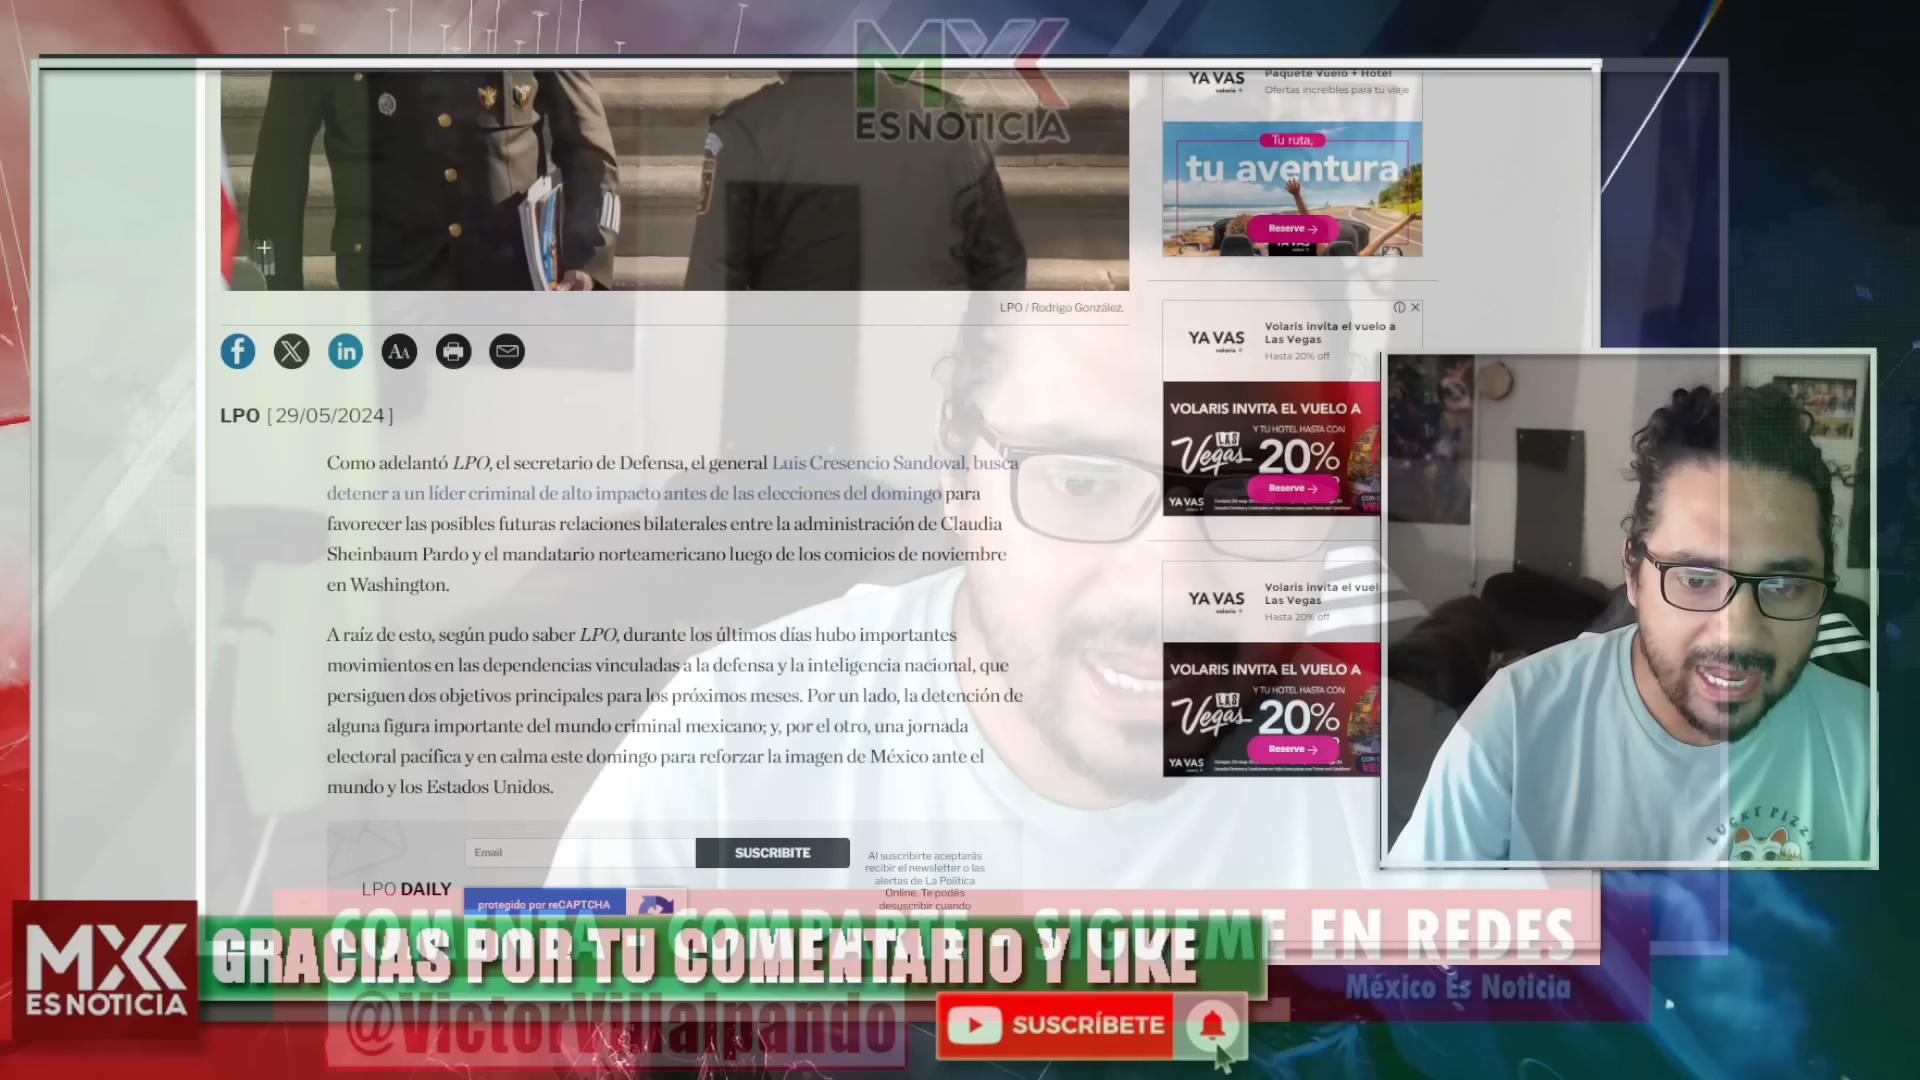 MX
ES NOTICIA
YA VAS
volaris
Paquete Vuelo + Hotel
Ofertas increíbles para tu viaje
Tu ruta,
tu aventura
Reserve →
LPO / Rodrigo González.
LPO [ 29/05/2024 ]
Como adelantó LPO, el secretario de Defensa, el general Luis Cresencio Sandoval, busca
detener a un líder criminal de alto impacto antes de las elecciones del domingo para
favorecer las posibles futuras relaciones bilaterales entre la administración de Claudia
Sheinbaum Pardo y el mandatario norteamericano luego de los comicios de noviembre
en Washington.
A raíz de esto, según pudo saber LPO, durante los últimos días hubo importantes
movimientos en las dependencias vinculadas a la defensa y la inteligencia nacional, que
persiguen dos objetivos principales para los próximos meses. Por un lado, la detención de
alguna figura importante del mundo criminal mexicano; y, por el otro, una jornada
electoral pacífica y en calma este domingo para reforzar la imagen de México ante el
mundo y los Estados Unidos.
YA VAS
volaris
Volaris invita el vuelo a
Las Vegas
Hasta 20% off
VOLARIS INVITA EL VUELO A
Y TU HOTEL HASTA CON
LAS Vegas 20%
Reserve →
YA VAS
YA VAS
volaris
Volaris invita el vuel
Las Vegas
Hasta 20% off
VOLARIS INVITA EL VUELO A
Y TU HOTEL HASTA CON
LAS Vegas 20%
Reserve →
YA VAS
LUCKY PIZZ
Email
SUSCRIBITE
Al suscribirte aceptarás
recibir el newsletter o las
alertas de La Política
Online. Te podés
desuscribir cuando
LPO DAILY
protegido por reCAPTCHA
COMENTA - COMPARTE - SIGUEME EN REDES
GRACIAS POR TU COMENTARIO Y LIKE
México Es Noticia
@VictorVillalpando
SUSCRÍBETE
MX
ES NOTICIA